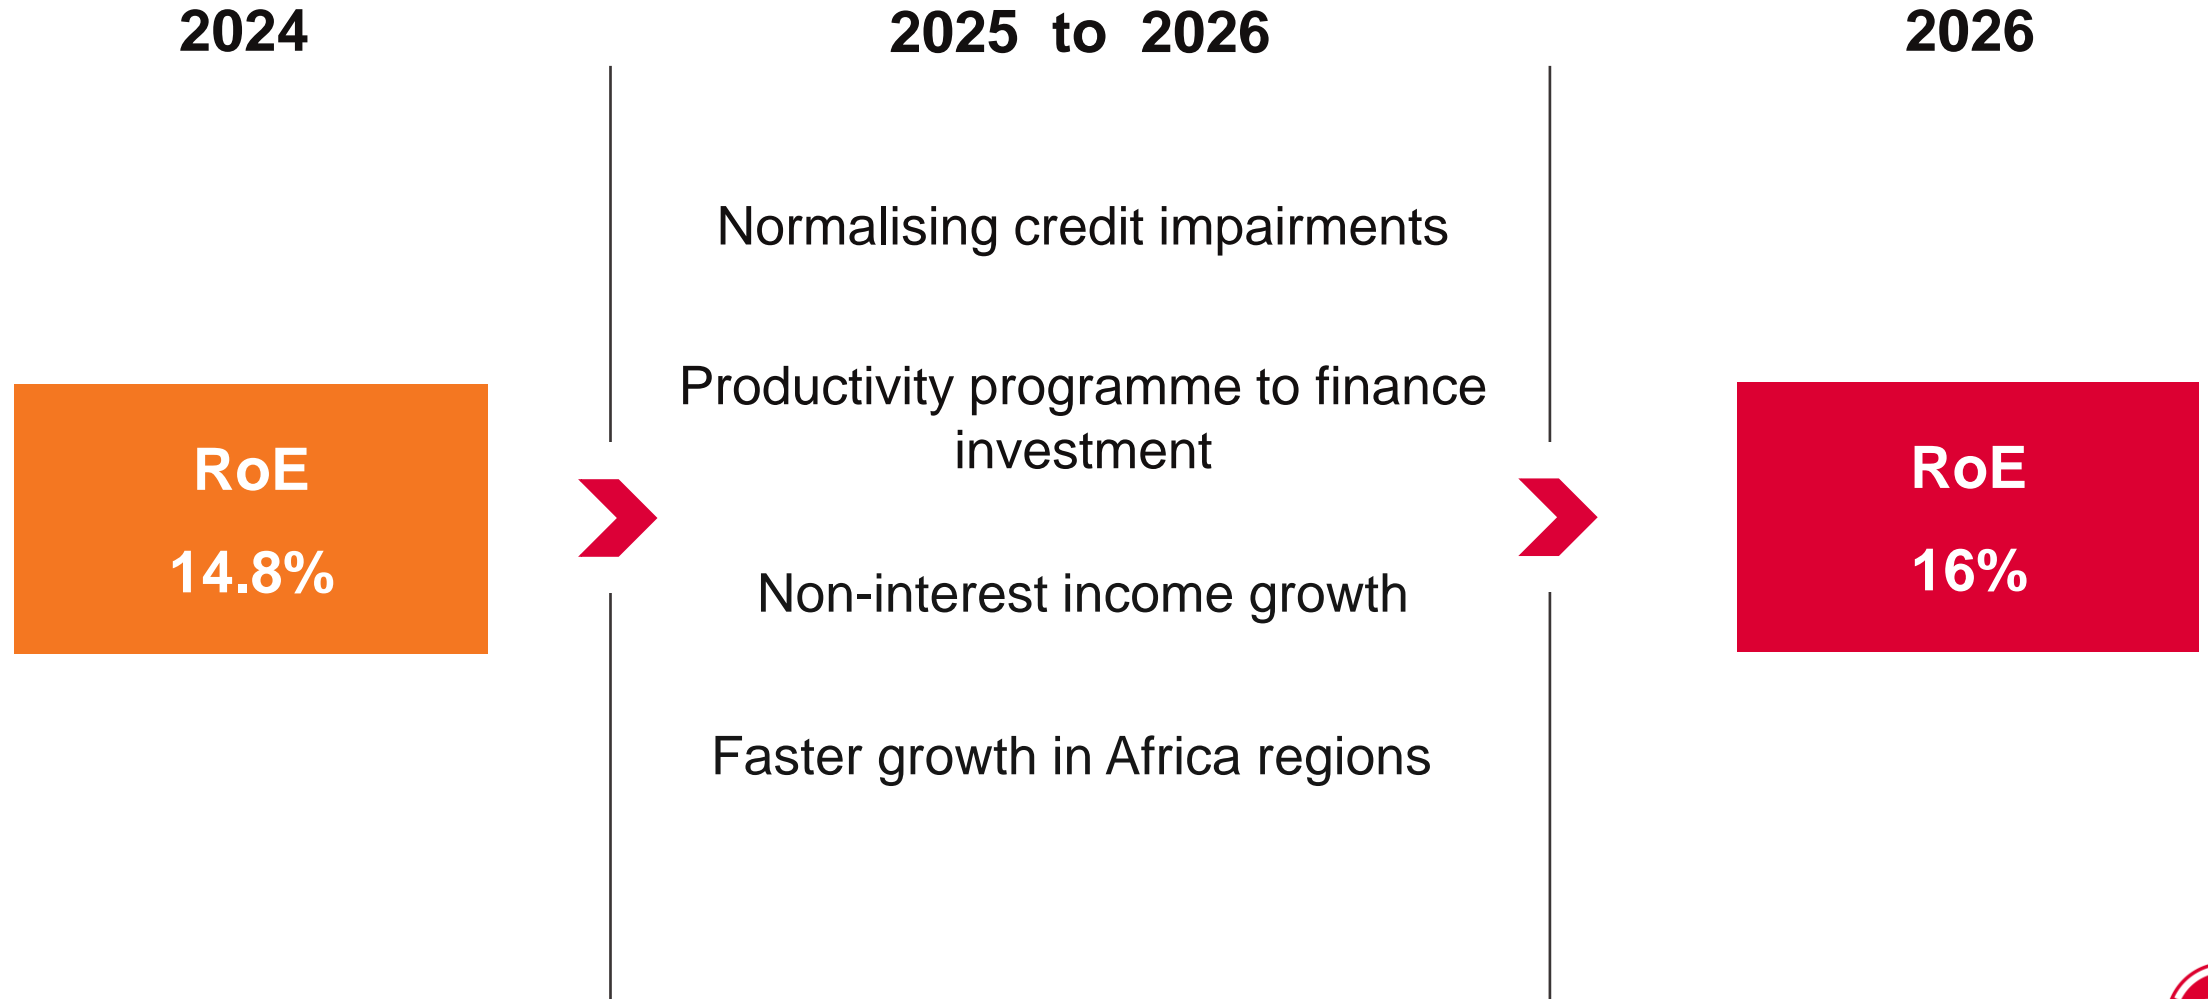 2024
2025 to 2026
2026
Normalising credit impairments
Productivity programme to finance
investment
Non-interest income growth
Faster growth in Africa regions
RoE
14.8%
RoE
16%